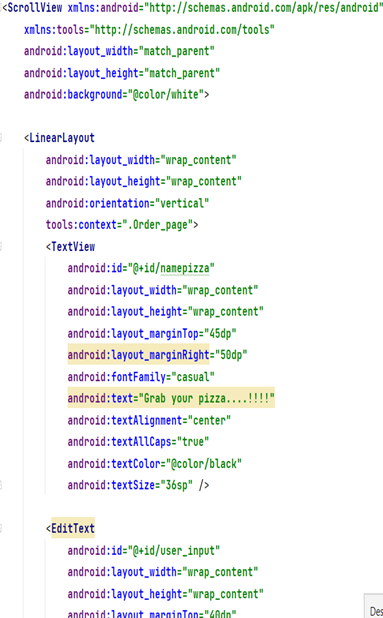 <ScrollView xmlns:android="http://schemas.android.com/apk/res/android"
xmlns:tools="http://schemas.android.com/tools"
android:layout_width="match_parent"
android:layout_height="match_parent"
android:background="@color/white">
<LinearLayout
android:layout_width="wrap_content"
android:layout_height="wrap_content"
android:orientation="vertical"
tools:context=".Order_page">
<TextView
android:id="@+id/namepizza"
android:layout_width="wrap_content"
android:layout_height="wrap_content"
android:layout_marginTop="45dp"
android:layout_marginRight="50dp"
android:fontFamily="casual"
android:text="Grab your pizza....!!!!"
android:textAlignment="center"
android:textAllCaps="true"
android:textColor="@color/black"
android:textSize="36sp" />
<EditText
android:id="@+id/user_input"
android:layout_width="wrap_content"
android:layout_height="wrap_content"
android:layout_marginTop="40dp"
Des